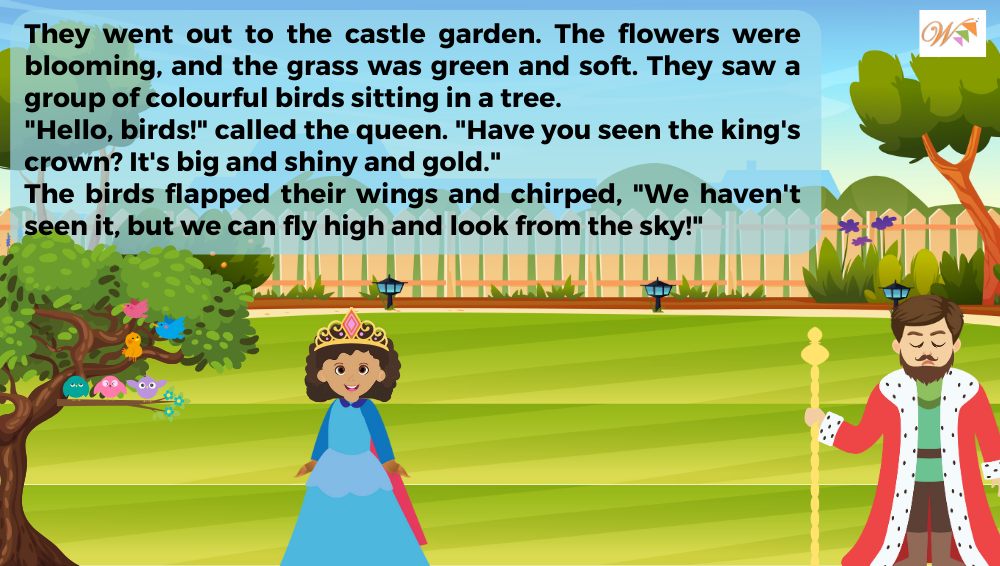 They went out to the castle garden. The flowers were
blooming, and the grass was green and soft. They saw a
group of colourful birds sitting in a tree.
"Hello, birds!" called the queen. "Have you seen the king's
crown? It's big and shiny and gold."
The birds flapped their wings and chirped, "We haven't
seen it, but we can fly high and look from the sky!"
W